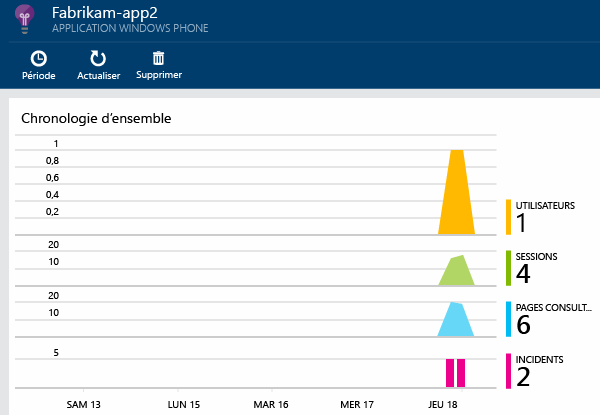 Fabrikam-app2
APPLICATION WINDOWS PHONE
Période Actualiser Supprimer
Chronologie d’ensemble
1
0,8
0,6
0,4
0,2
UTILISATEURS
1
20
10
SESSIONS
4
20
10
PAGES CONSULT...
6
5
INCIDENTS
2
SAM 13 LUN 15 MAR 16 MER 17 JEU 18